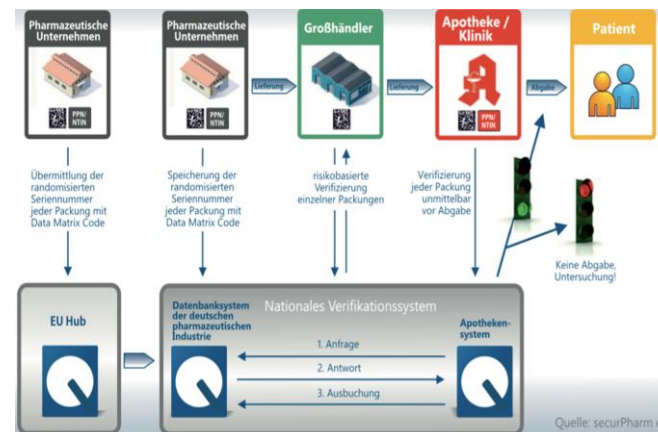 Pharmazeutische
Unternehmen
PPN/
NTIN
Pharmazeutische
Unternehmen
PPN/
NTIN
Lieferung
Großhändler
Lieferung
Apotheke /
Klinik
PPN/
NTIN
Abgabe
Patient
Übermittlung der
randomisierten
Seriennummer
jeder Packung mit
Data Matrix Code
Speicherung der
randomisierten
Seriennummer
jeder Packung mit
Data Matrix Code
risikobasierte
Verifizierung
einzelner Packungen
Verifizierung
jeder Packung
unmittelbar
vor Abgabe
Keine Abgabe,
Untersuchung!
EU Hub
Nationales Verifikationssystem
Datenbanksystem
der deutschen
pharmazeutischen
Industrie
1. Anfrage
2. Antwort
3. Ausbuchung
Apotheken-
system
Quelle: securPharm